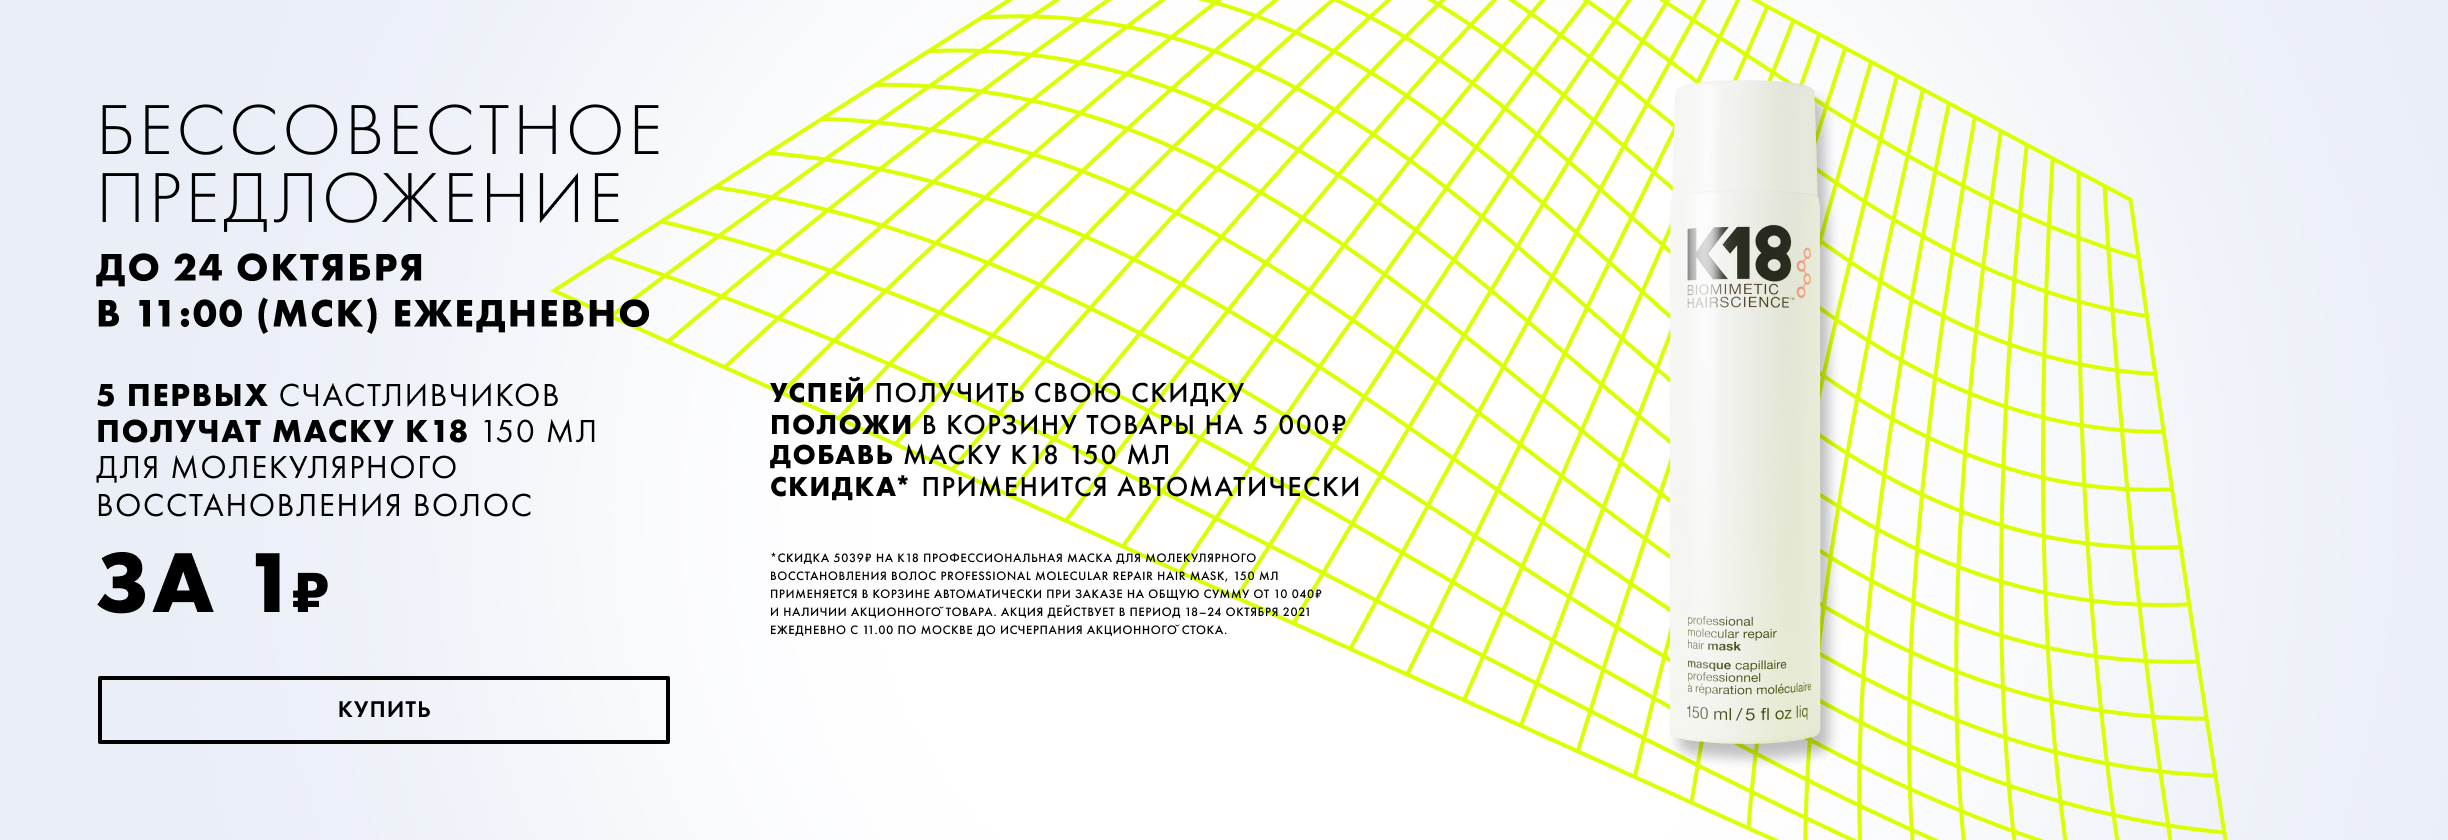 БЕССОВЕСТНОЕ
ПРЕДЛОЖЕНИЕ
ДО 24 ОКТЯБРЯ
В 11:00 (МСК) ЕЖЕДНЕВНО
5 ПЕРВЫХ СЧАСТЛИВЧИКОВ
ПОЛУЧАТ МАСКУ K18 150 МЛ
ДЛЯ МОЛЕКУЛЯРНОГО
ВОССТАНОВЛЕНИЯ ВОЛОС
ЗА 1₽
КУПИТЬ
УСПЕЙ ПОЛУЧИТЬ СВОЮ СКИДКУ
ПОЛОЖИ В КОРЗИНУ ТОВАРЫ НА 5 000₽
ДОБАВЬ МАСКУ K18 150 МЛ
СКИДКА* ПРИМЕНИТСЯ АВТОМАТИЧЕСКИ
*СКИДКА 5039₽ НА K18 ПРОФЕССИОНАЛЬНАЯ МАСКА ДЛЯ МОЛЕКУЛЯРНОГО
ВОССТАНОВЛЕНИЯ ВОЛОС PROFESSIONAL MOLECULAR REPAIR HAIR MASK, 150 МЛ
ПРИМЕНЯЕТСЯ В КОРЗИНЕ АВТОМАТИЧЕСКИ ПРИ ЗАКАЗЕ НА ОБЩУЮ СУММУ ОТ 10 040₽
И НАЛИЧИИ АКЦИОННОГО ТОВАРА. АКЦИЯ ДЕЙСТВУЕТ В ПЕРИОД 18–24 ОКТЯБРЯ 2021
ЕЖЕДНЕВНО С 11.00 ПО МОСКВЕ ДО ИСЧЕРПАНИЯ АКЦИОННОГО СТОКА.
K18
BIOMIMETIC
HAIRSCIENCE™
professional
molecular repair
hair mask
masque capillaire
professionnel
à réparation moléculaire
150 ml / 5 fl oz liq